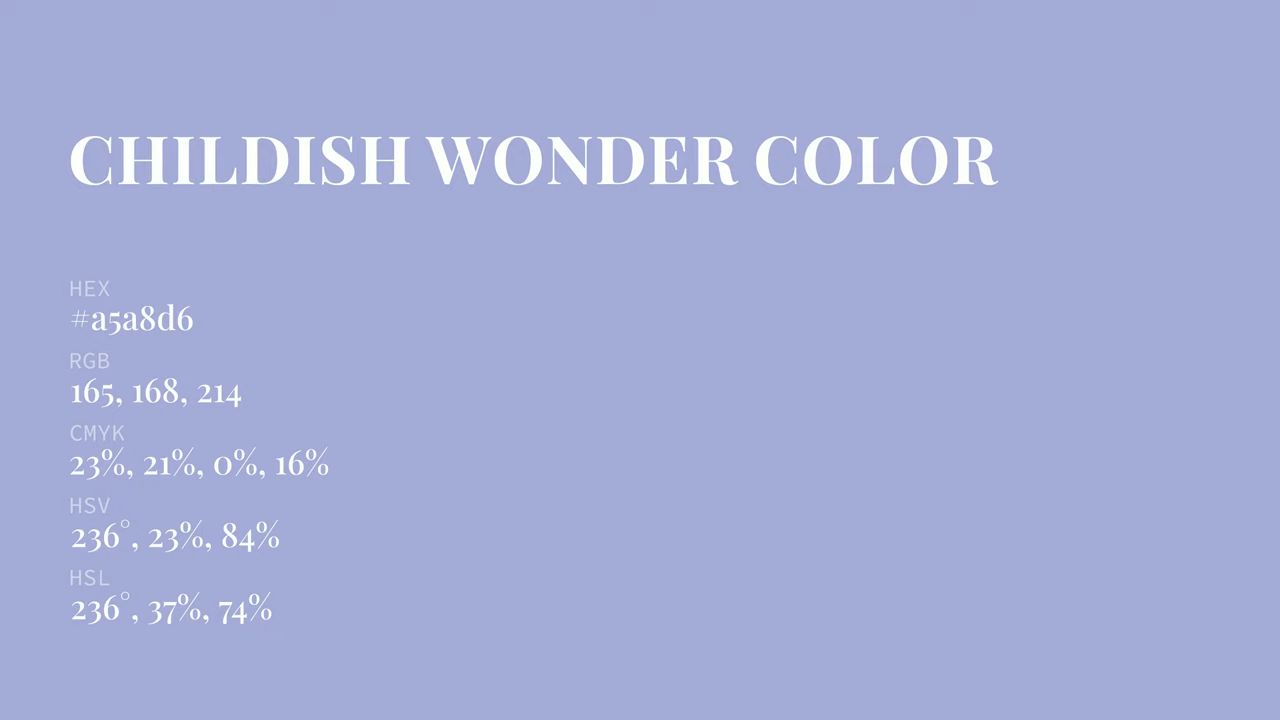 CHILDISH WONDER COLOR
HEX
#a5a8d6
RGB
165, 168, 214
CMYK
23%, 21%, 0%, 16%
HSV
236°, 23%, 84%
HSL
236°, 37%, 74%